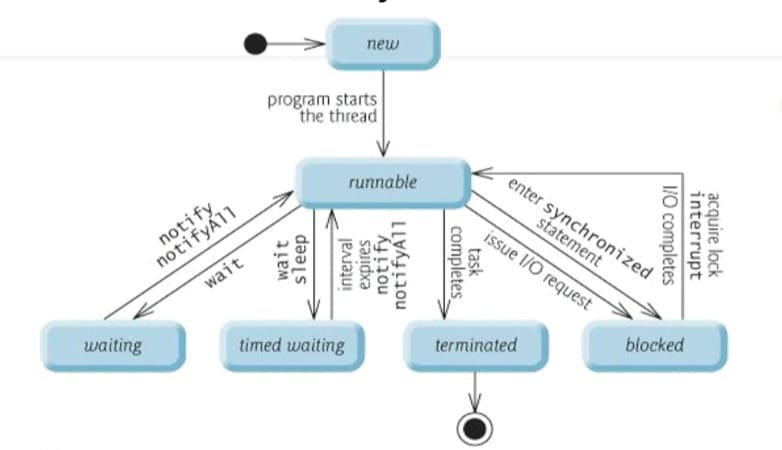 new
program starts
the thread
runnable
notify
notifyAll
wait
wait
sleep
interval
expires
notify
notifyAll
task
completes
issue I/O request
enter synchronized
statement
I/O completes
acquire lock
interrupt
waiting
timed waiting
terminated
blocked